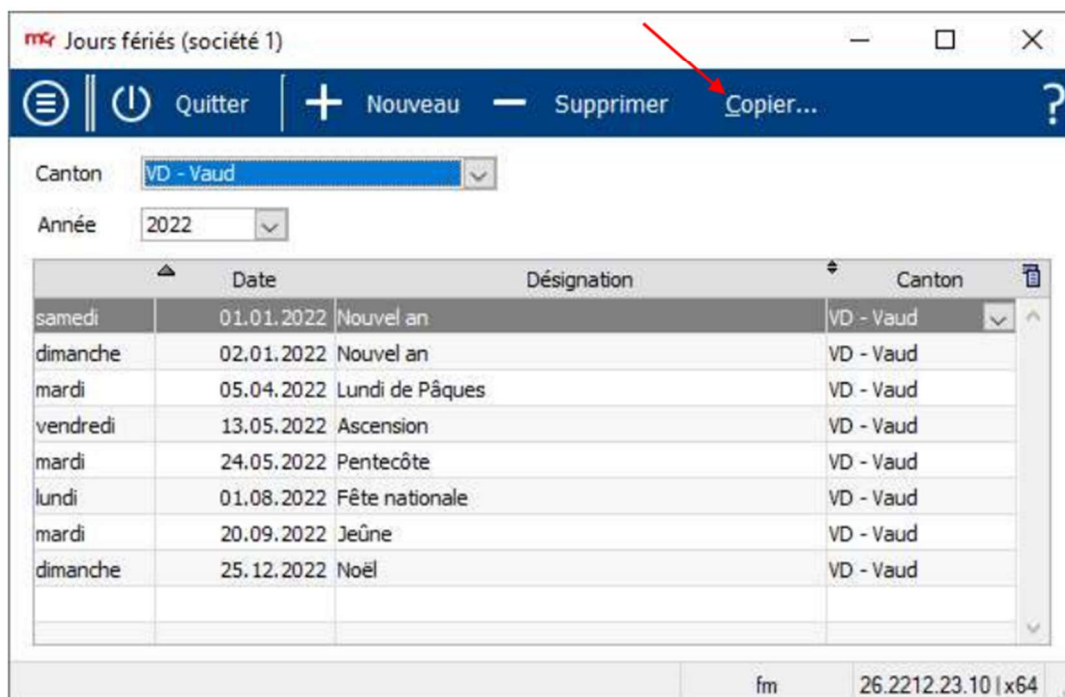 mcr Jours fériés (société 1)
Quitter Nouveau Supprimer Copier... ?
Canton VD - Vaud
Année 2022
Date Désignation Canton
samedi 01.01.2022 Nouvel an VD - Vaud
dimanche 02.01.2022 Nouvel an VD - Vaud
mardi 05.04.2022 Lundi de Pâques VD - Vaud
vendredi 13.05.2022 Ascension VD - Vaud
mardi 24.05.2022 Pentecôte VD - Vaud
lundi 01.08.2022 Fête nationale VD - Vaud
mardi 20.09.2022 Jeûne VD - Vaud
dimanche 25.12.2022 Noël VD - Vaud
fm 26.2212.23.10 | x64